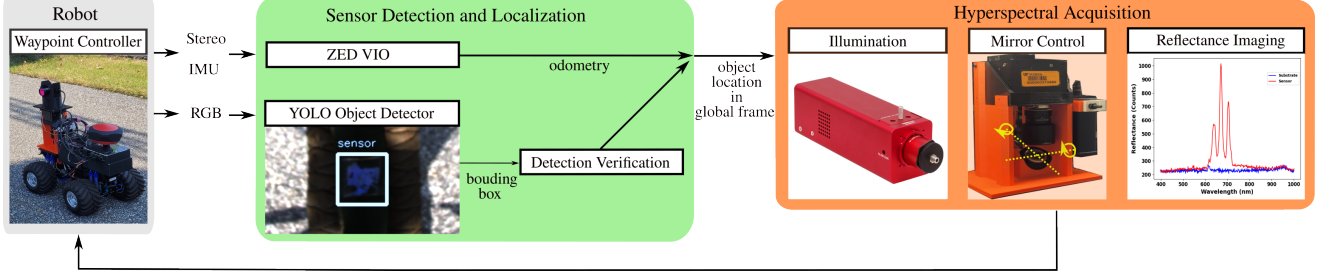 Robot
Waypoint Controller
Stereo
IMU
RGB
Sensor Detection and Localization
ZED VIO
odometry
YOLO Object Detector
sensor
bouding
box
Detection Verification
object
location
in
global frame
Hyperspectral Acquisition
Illumination
Mirror Control
Reflectance Imaging
Reflectance (Counts)
1000
900
800
700
600
500
400
300
200
Substrate
Sensor
400 500 600 700 800 900 1000
Wavelength (nm)